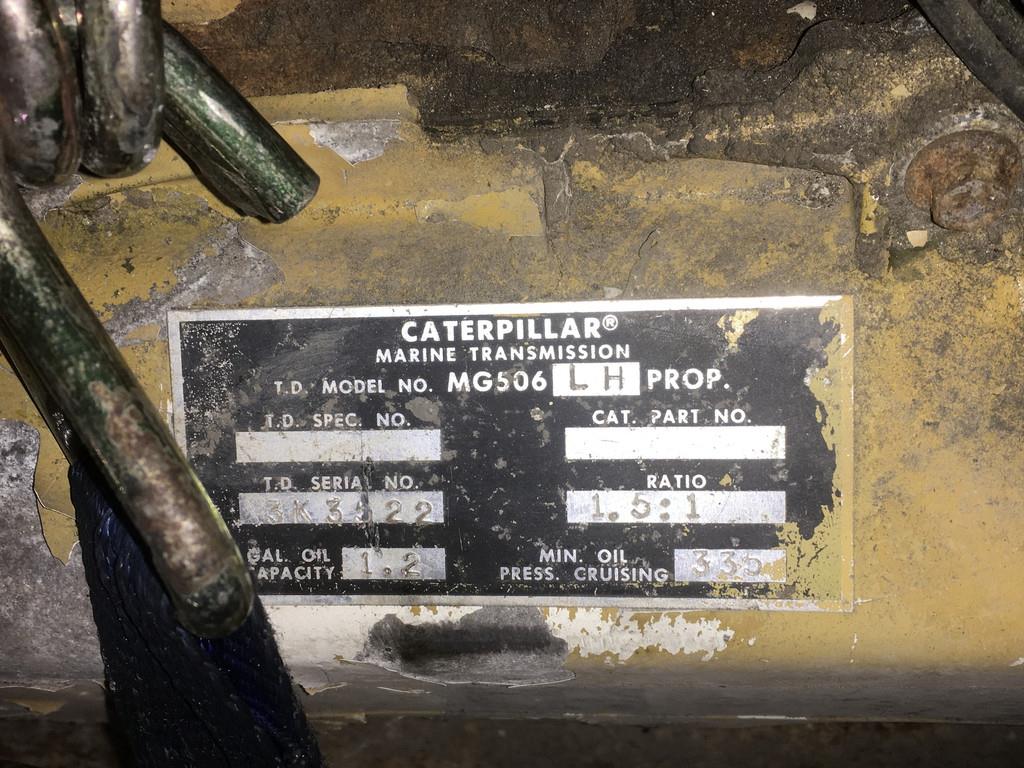 CATERPILLAR®
MARINE TRANSMISSION
T.D. MODEL NO. MG506 LH PROP.
T.D. SPEC. NO.
CAT. PART NO.
T.D. SERIAL NO.
RATIO
1.5:1
GAL. OIL
1.2
MIN. OIL
PRESS. CRUISING
335